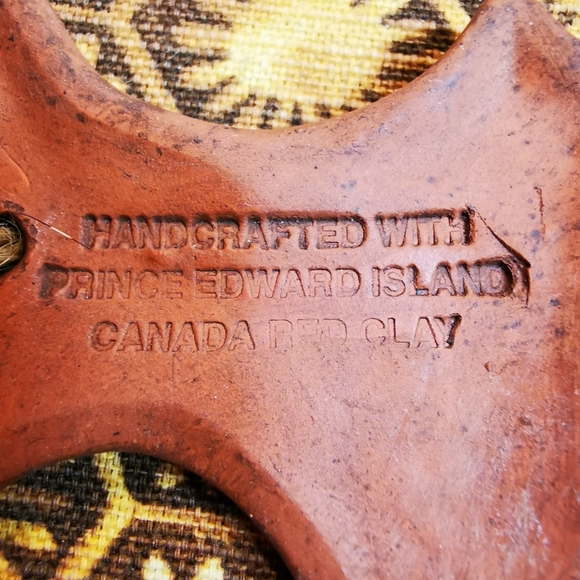 HANDCRAFTED WITH
PRINCE EDWARD ISLAND
CANADA RED CLAY